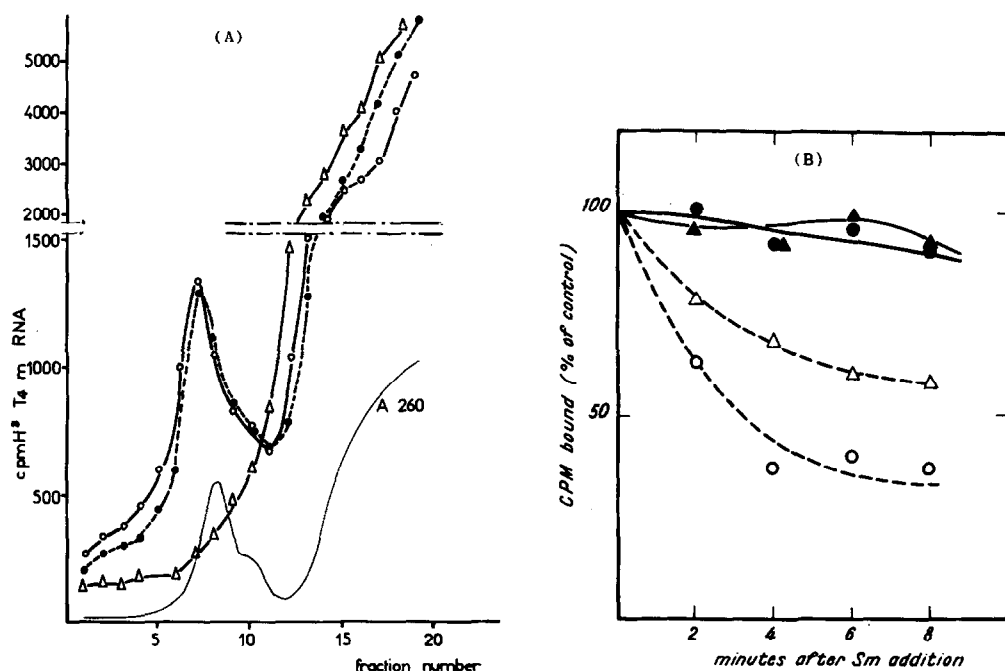 (A)
5000
4000
3000
2000
1500
1000
500
cpmH³ T4 m RNA
A 260
5
10
15
20
fraction number
(B)
100
50
CPM bound (% of control)
2
4
6
8
minutes after Sm addition